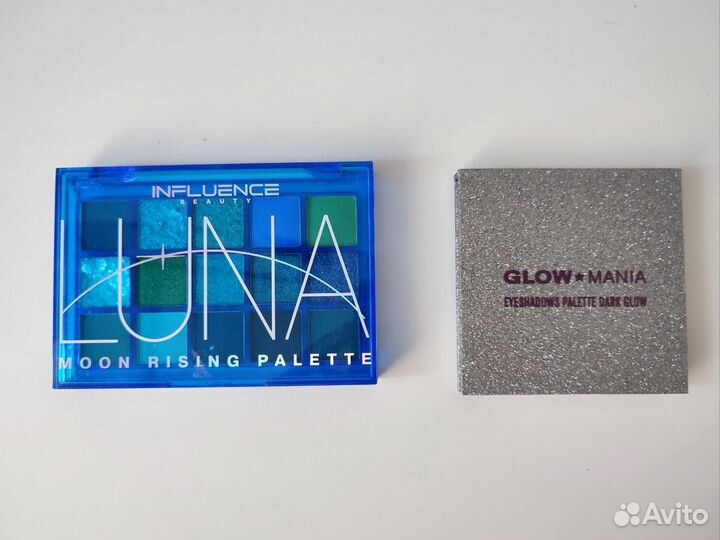 INFLUENCE
BEAUTY
LUNA
MOON RISING PALETTE
GLOW★MANIA
EYESHADOWS PALETTE DARK GLOW
Avito